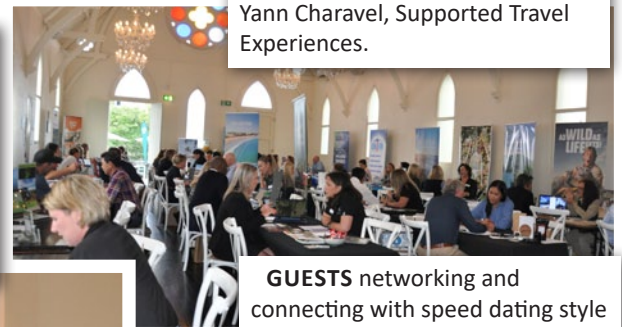 Yann Charavel, Supported Travel
Experiences.
AS WILD AS
LIFE
GUESTS networking and
connecting with speed dating style